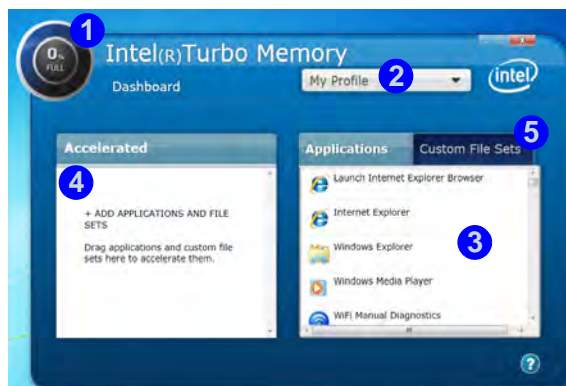 1
0%
FULL
Intel(R)Turbo Memory
Dashboard
My Profile
2
intel
5
Accelerated
Applications
Custom File Sets
4
+ ADD APPLICATIONS AND FILE
SETS
Drag applications and custom file
sets here to accelerate them.
Launch Internet Explorer Browser
Internet Explorer
Windows Explorer
3
Windows Media Player
WiFi Manual Diagnostics
?